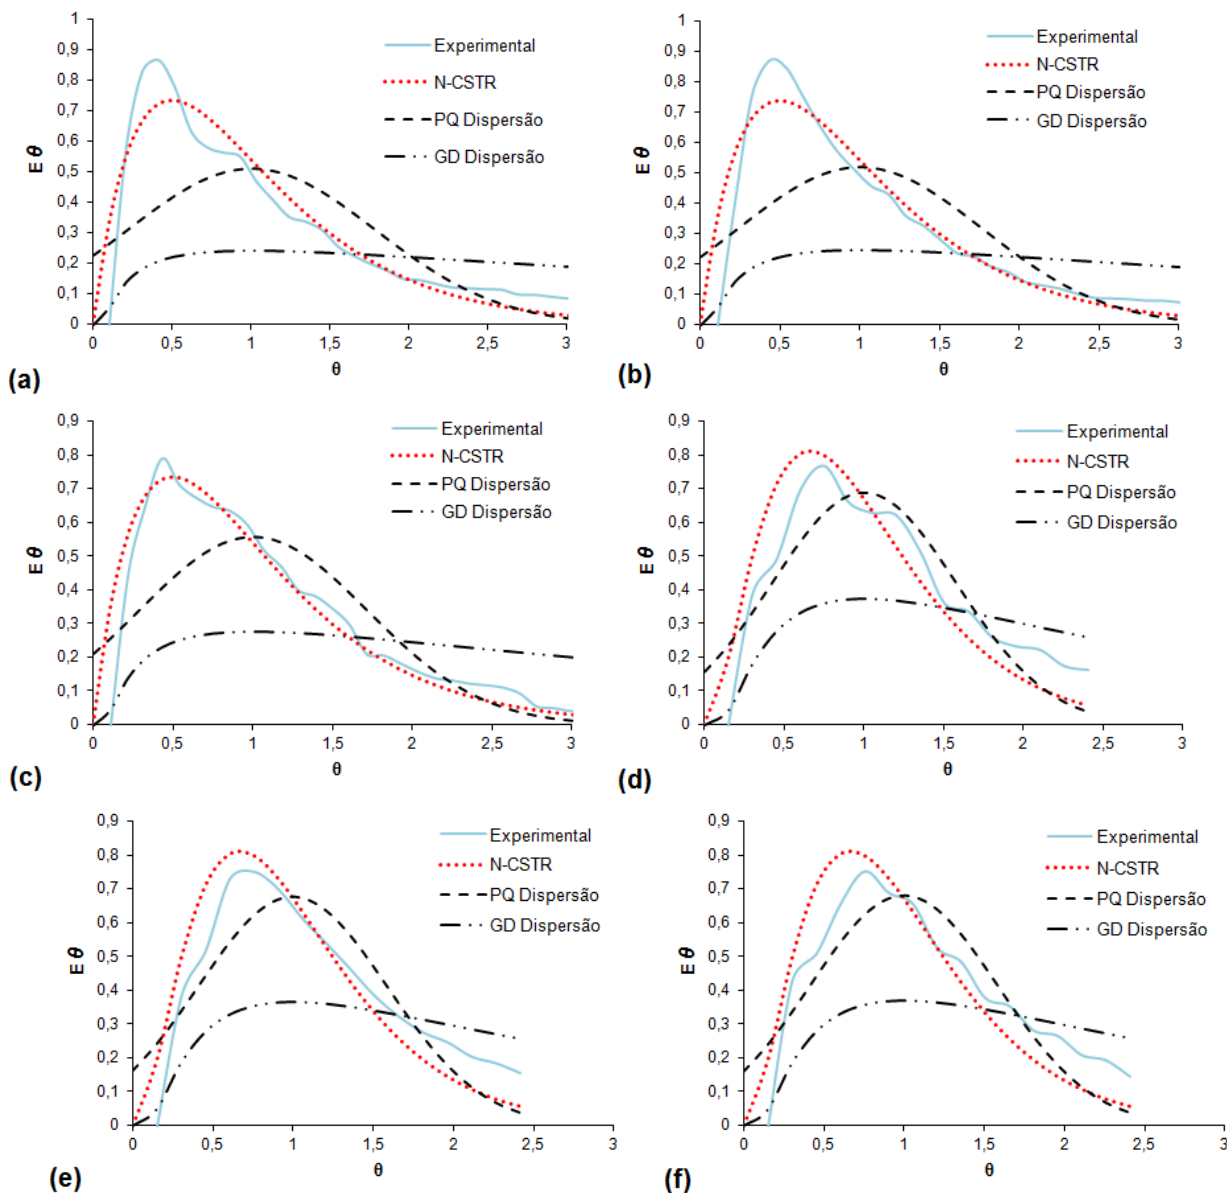 1
0,9
0,8
0,7
0,6
0,5
0,4
0,3
0,2
0,1
0
E θ
0
0,5
1
1,5
2
2,5
3
θ
Experimental
N-CSTR
PQ Dispersão
GD Dispersão
(a)
1
0,9
0,8
0,7
0,6
0,5
0,4
0,3
0,2
0,1
0
E θ
0
0,5
1
1,5
2
2,5
3
θ
Experimental
N-CSTR
PQ Dispersão
GD Dispersão
(b)
0,9
0,8
0,7
0,6
0,5
0,4
0,3
0,2
0,1
0
E θ
0
0,5
1
1,5
2
2,5
3
θ
Experimental
N-CSTR
PQ Dispersão
GD Dispersão
(c)
0,9
0,8
0,7
0,6
0,5
0,4
0,3
0,2
0,1
0
E θ
0
0,5
1
1,5
2
2,5
3
θ
Experimental
N-CSTR
PQ Dispersão
GD Dispersão
(d)
0,9
0,8
0,7
0,6
0,5
0,4
0,3
0,2
0,1
0
E θ
0
0,5
1
1,5
2
2,5
3
θ
Experimental
N-CSTR
PQ Dispersão
GD Dispersão
(e)
0,9
0,8
0,7
0,6
0,5
0,4
0,3
0,2
0,1
0
E θ
0
0,5
1
1,5
2
2,5
3
θ
Experimental
N-CSTR
PQ Dispersão
GD Dispersão
(f)